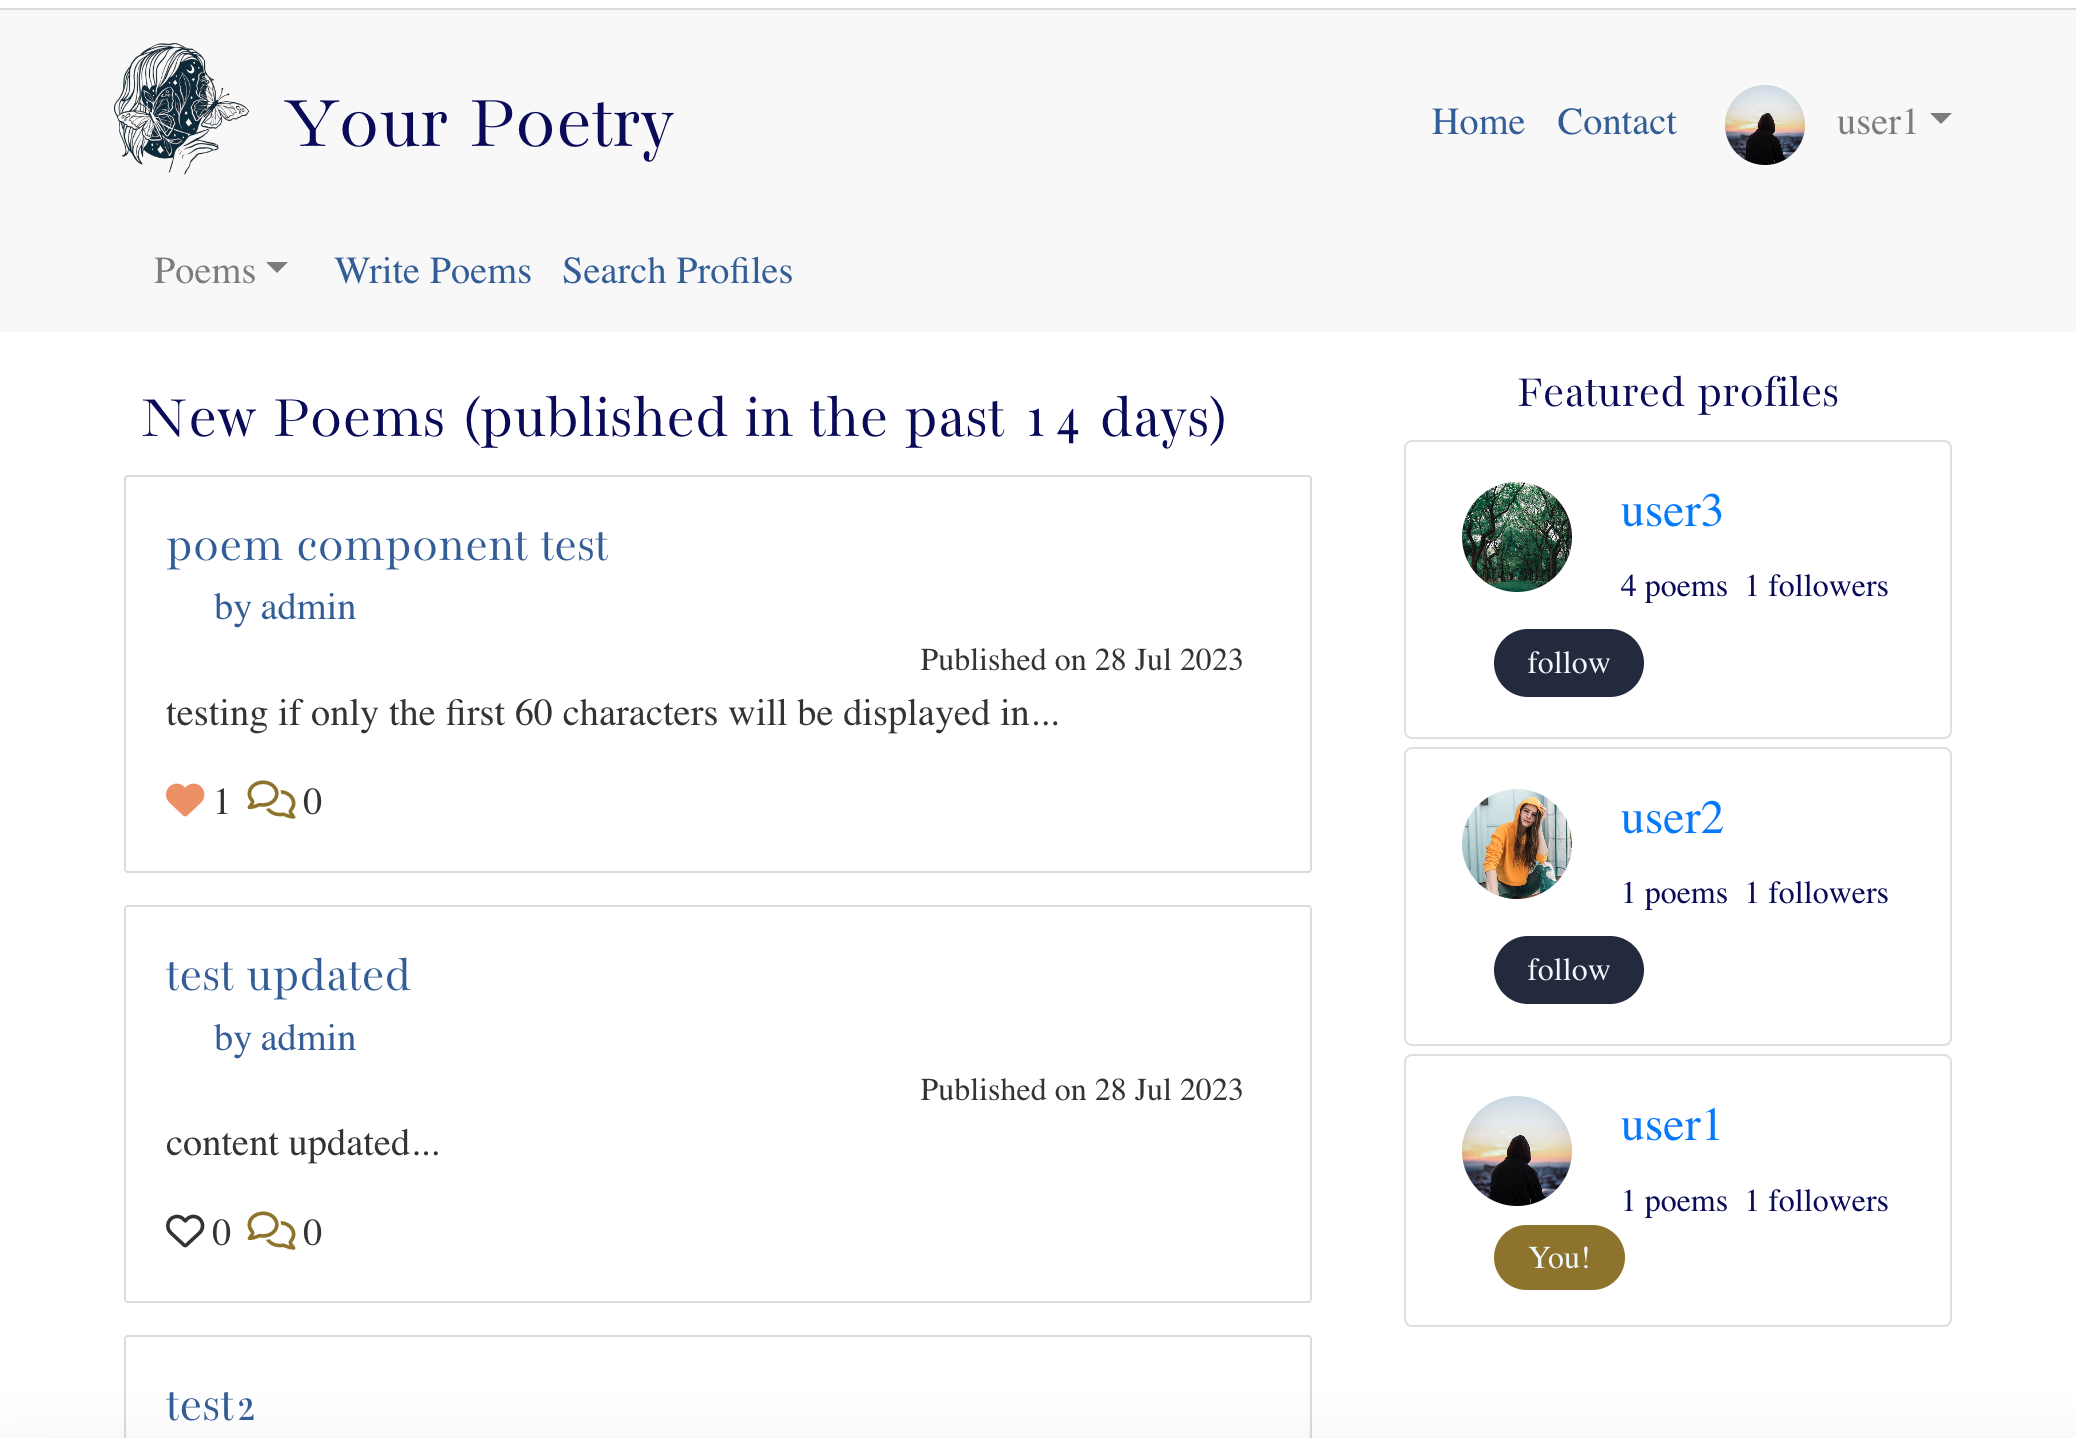 Your Poetry
Home Contact user1
Poems Write Poems Search Profiles
New Poems (published in the past 14 days)
poem component test
by admin
Published on 28 Jul 2023
testing if only the first 60 characters will be displayed in...
1 0
test updated
by admin
Published on 28 Jul 2023
content updated...
0 0
test2
Featured profiles
user3
4 poems 1 followers
follow
user2
1 poems 1 followers
follow
user1
1 poems 1 followers
You!